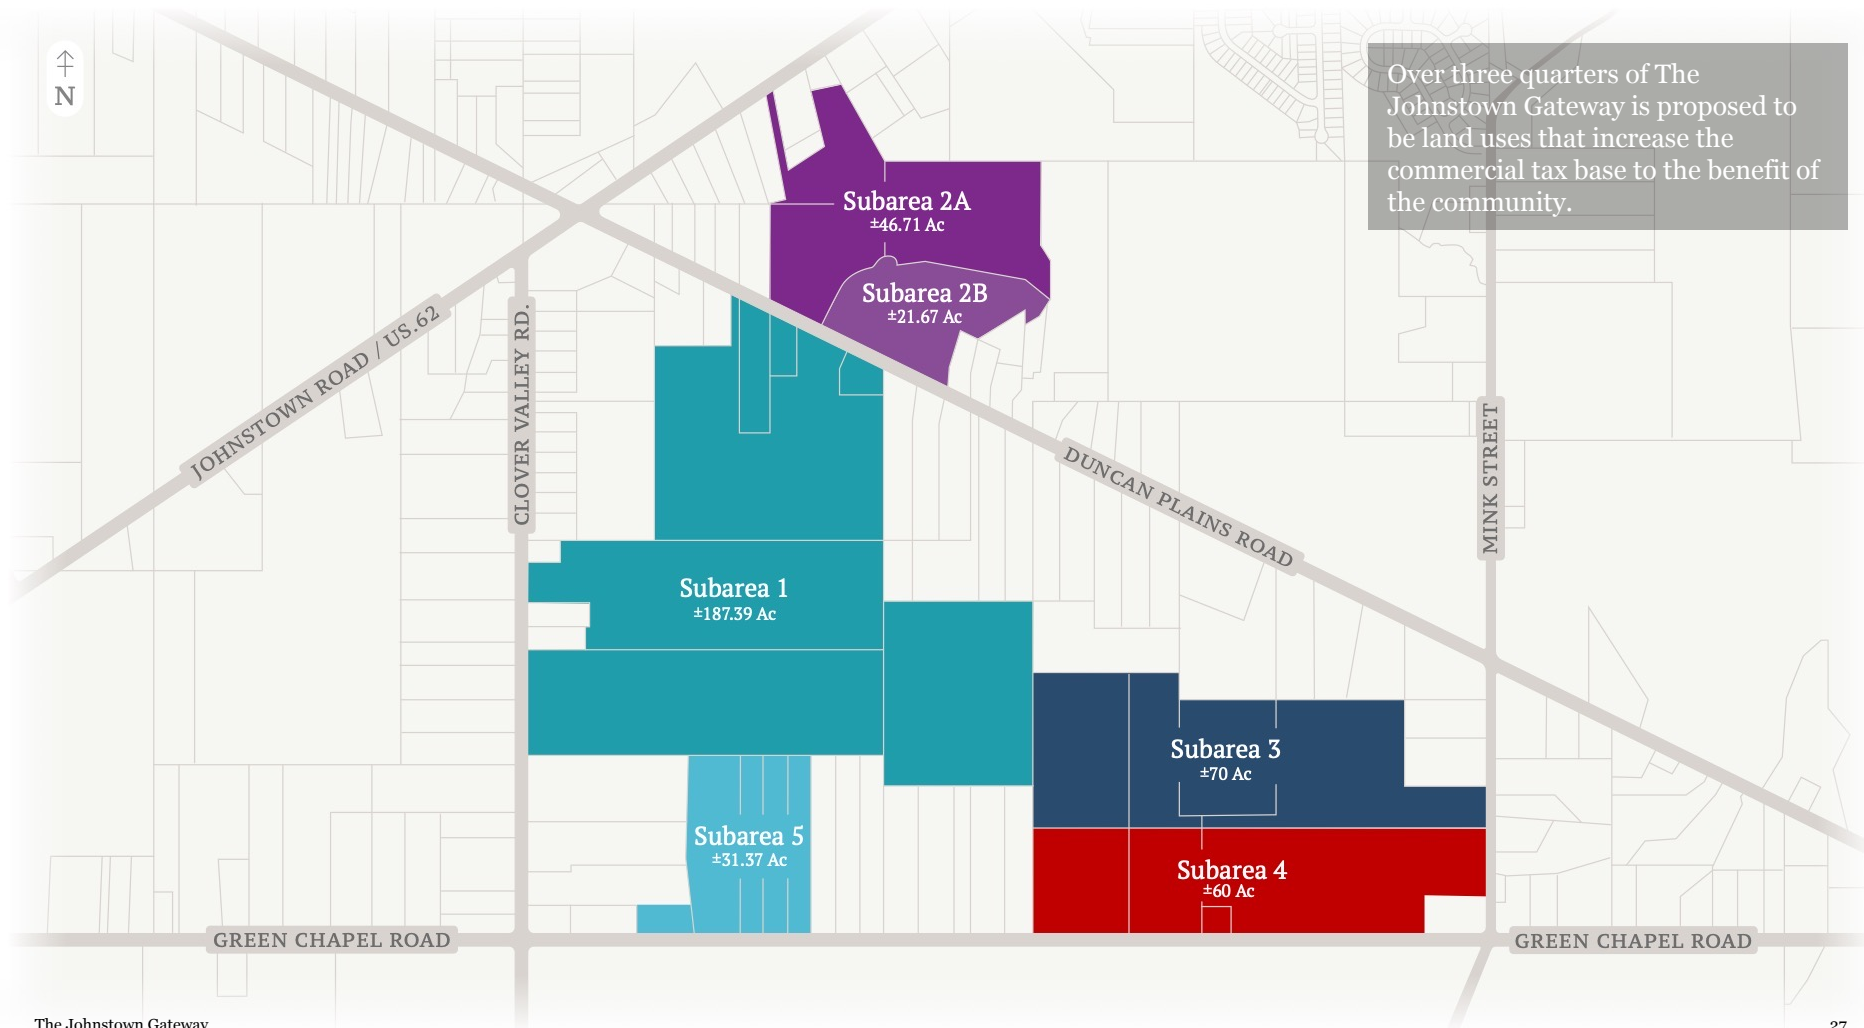 N
Over three quarters of The
Johnstown Gateway is proposed to
be land uses that increase the
commercial tax base to the benefit of
the community.
Subarea 2A
±46.71 Ac
Subarea 2B
±21.67 Ac
JOHNSTOWN ROAD / US.62
CLOVER VALLEY RD.
DUNCAN PLAINS ROAD
MINK STREET
Subarea 1
±187.39 Ac
Subarea 3
±70 Ac
Subarea 5
±31.37 Ac
Subarea 4
±60 Ac
GREEN CHAPEL ROAD
GREEN CHAPEL ROAD
The Johnstown Gateway
27